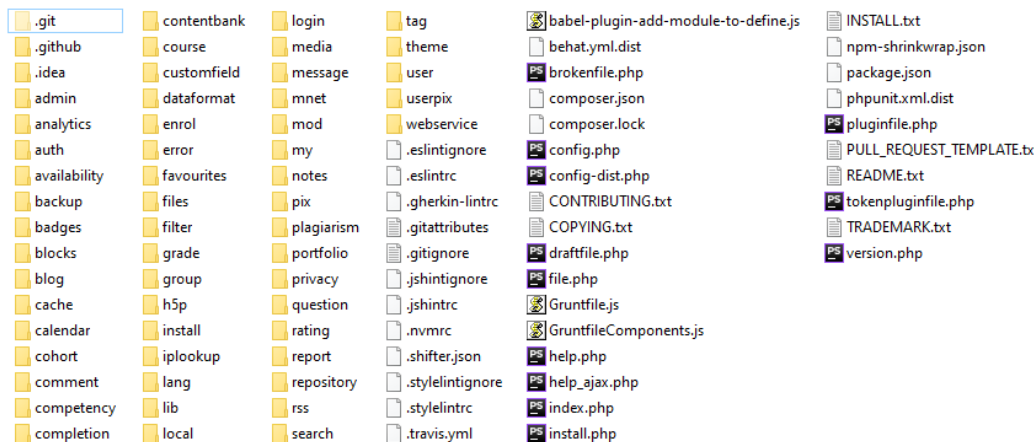 .git
.github
.idea
admin
analytics
auth
availability
backup
badges
blocks
blog
cache
calendar
cohort
comment
competency
completion
contentbank
course
customfield
dataformat
enrol
error
favourites
files
filter
grade
group
h5p
install
iplookup
lang
lib
local
login
media
message
mnet
mod
my
notes
pix
plagiarism
portfolio
privacy
question
rating
report
repository
rss
search
tag
theme
user
userpix
webservice
.eslintignore
.eslintrc
.gherkin-lintrc
.gitattributes
.gitignore
.jshintignore
.jshintrc
.nvmrc
.shifter.json
.stylelintignore
.stylelintrc
.travis.yml
babel-plugin-add-module-to-define.js
behat.yml.dist
brokenfile.php
composer.json
composer.lock
config.php
config-dist.php
CONTRIBUTING.txt
COPYING.txt
draftfile.php
file.php
Gruntfile.js
GruntfileComponents.js
help.php
help_ajax.php
index.php
install.php
INSTALL.txt
npm-shrinkwrap.json
package.json
phpunit.xml.dist
pluginfile.php
PULL_REQUEST_TEMPLATE.tx
README.txt
tokenpluginfile.php
TRADEMARK.txt
version.php